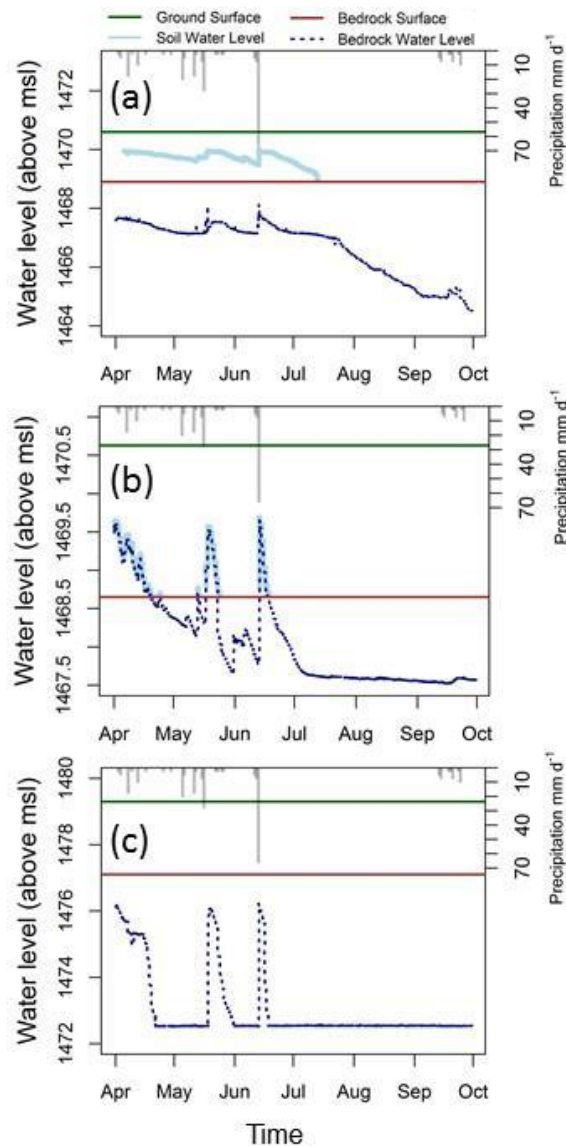 Ground Surface Bedrock Surface
Soil Water Level Bedrock Water Level
(a)
Water level (above msl)
1464 1466 1468 1470 1472
10 40 70
Precipitation mm d⁻¹
Apr May Jun Jul Aug Sep Oct
(b)
Water level (above msl)
1467.5 1468.5 1469.5 1470.5
10 40 70
Precipitation mm d⁻¹
Apr May Jun Jul Aug Sep Oct
(c)
Water level (above msl)
1472 1474 1476 1478 1480
10 40 70
Precipitation mm d⁻¹
Apr May Jun Jul Aug Sep Oct
Time